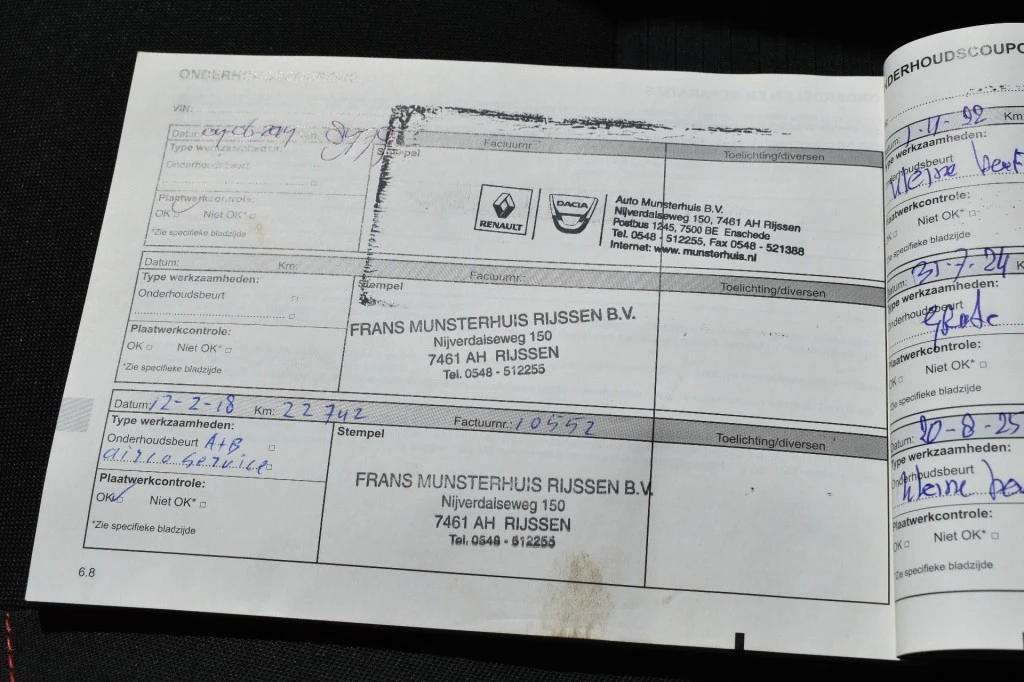 VIN:
Datum:
Type werkzaamheden:
Onderhoudsbeurt
Plaatwerkcontrole:
OK Niet OK*
*Zie specifieke bladzijde
Factuurnr.:
Toelichting/diversen
Stempel
RENAULT
DACIA
Auto Munsterhuis B.V.
Nijverdalseweg 150, 7461 AH Rijssen
Postbus 1245, 7500 BE Enschede
Tel. 0548 - 512255, Fax 0548 - 521388
Internet: www. munsterhuis.nl
Datum: Km:
Factuurnr.:
Toelichting/diversen
Type werkzaamheden:
Onderhoudsbeurt
Plaatwerkcontrole:
OK Niet OK*
*Zie specifieke bladzijde
Stempel
FRANS MUNSTERHUIS RIJSSEN B.V.
Nijverdalseweg 150
7461 AH RIJSSEN
Tel. 0548 - 512255
Datum: 12-2-18 Km: 22742
Factuurnr.: 10552
Toelichting/diversen
Type werkzaamheden:
Onderhoudsbeurt A+B
airco service
Plaatwerkcontrole:
OK Niet OK*
*Zie specifieke bladzijde
Stempel
FRANS MUNSTERHUIS RIJSSEN B.V.
Nijverdalseweg 150
7461 AH RIJSSEN
Tel. 0548 - 512255
6.8
Type werkzaamheden:
Onderhoudsbeurt
Kleine
Plaatwerkcontrole:
OK Niet OK*
*Zie specifieke bladzijde
Datum: 31-7-24
Type werkzaamheden:
Onderhoudsbeurt
Grote
Plaatwerkcontrole:
OK Niet OK*
*Zie specifieke bladzijde
Datum: 20-8-25
Type werkzaamheden:
Onderhoudsbeurt
Kleine
Plaatwerkcontrole:
OK Niet OK*
*Zie specifieke bladzijde